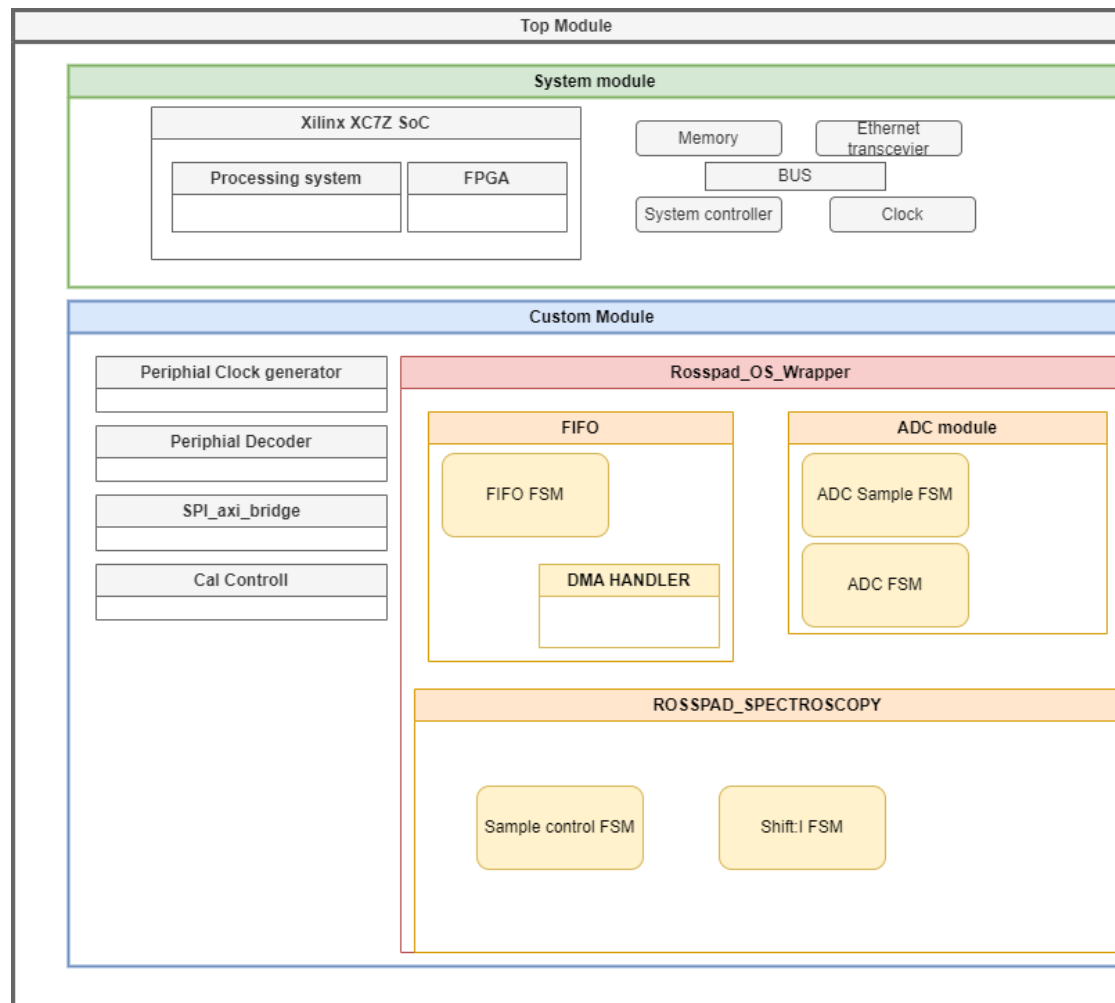 Top Module
System module
Xilinx XC7Z SoC
Processing system
FPGA
Memory
Ethernet
transcevier
BUS
System controller
Clock
Custom Module
Periphial Clock generator
Periphial Decoder
SPI_axi_bridge
Cal Controll
Rosspad_OS_Wrapper
FIFO
FIFO FSM
DMA HANDLER
ADC module
ADC Sample FSM
ADC FSM
ROSSPAD_SPECTROSCOPY
Sample control FSM
Shift:I FSM